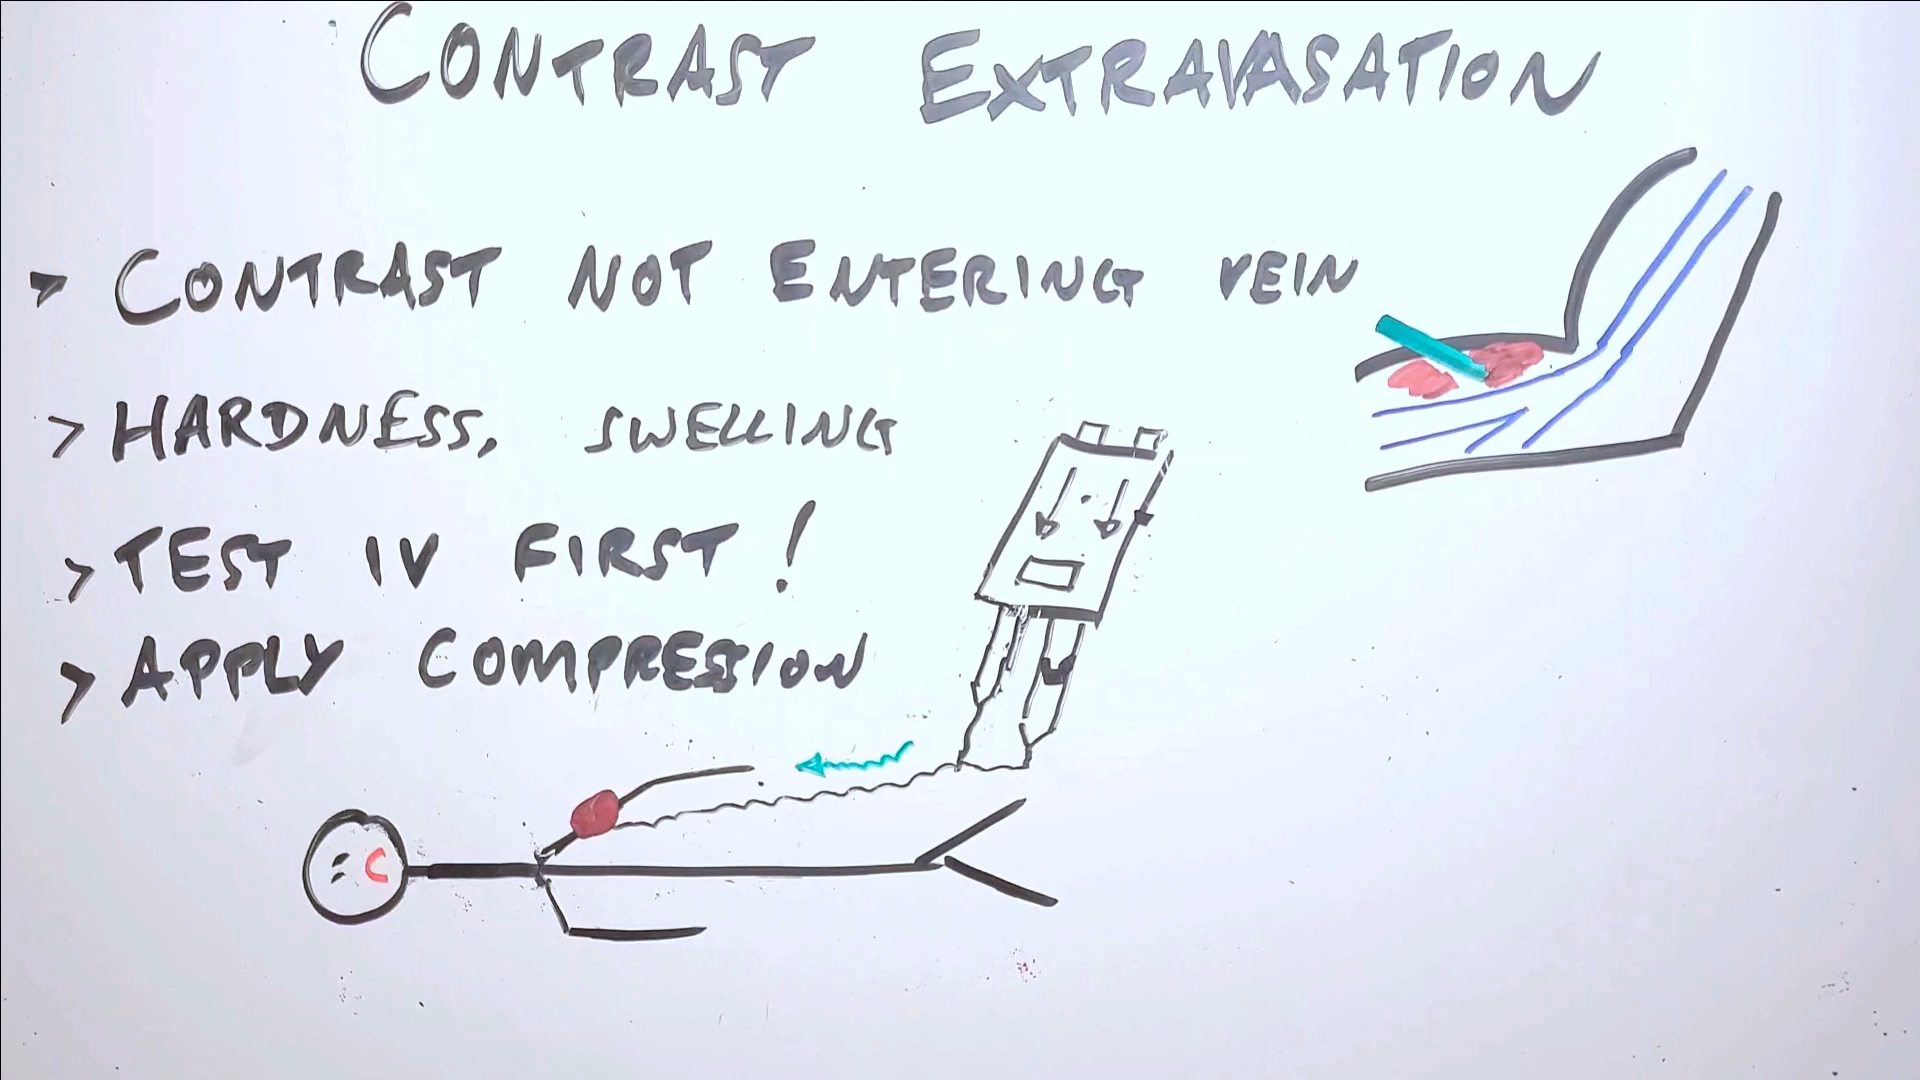 CONTRAST EXTRAVASATION
> CONTRAST NOT ENTERING VEIN
> HARDNESS, SWELLING
> TEST IV FIRST!
> APPLY COMPRESSION